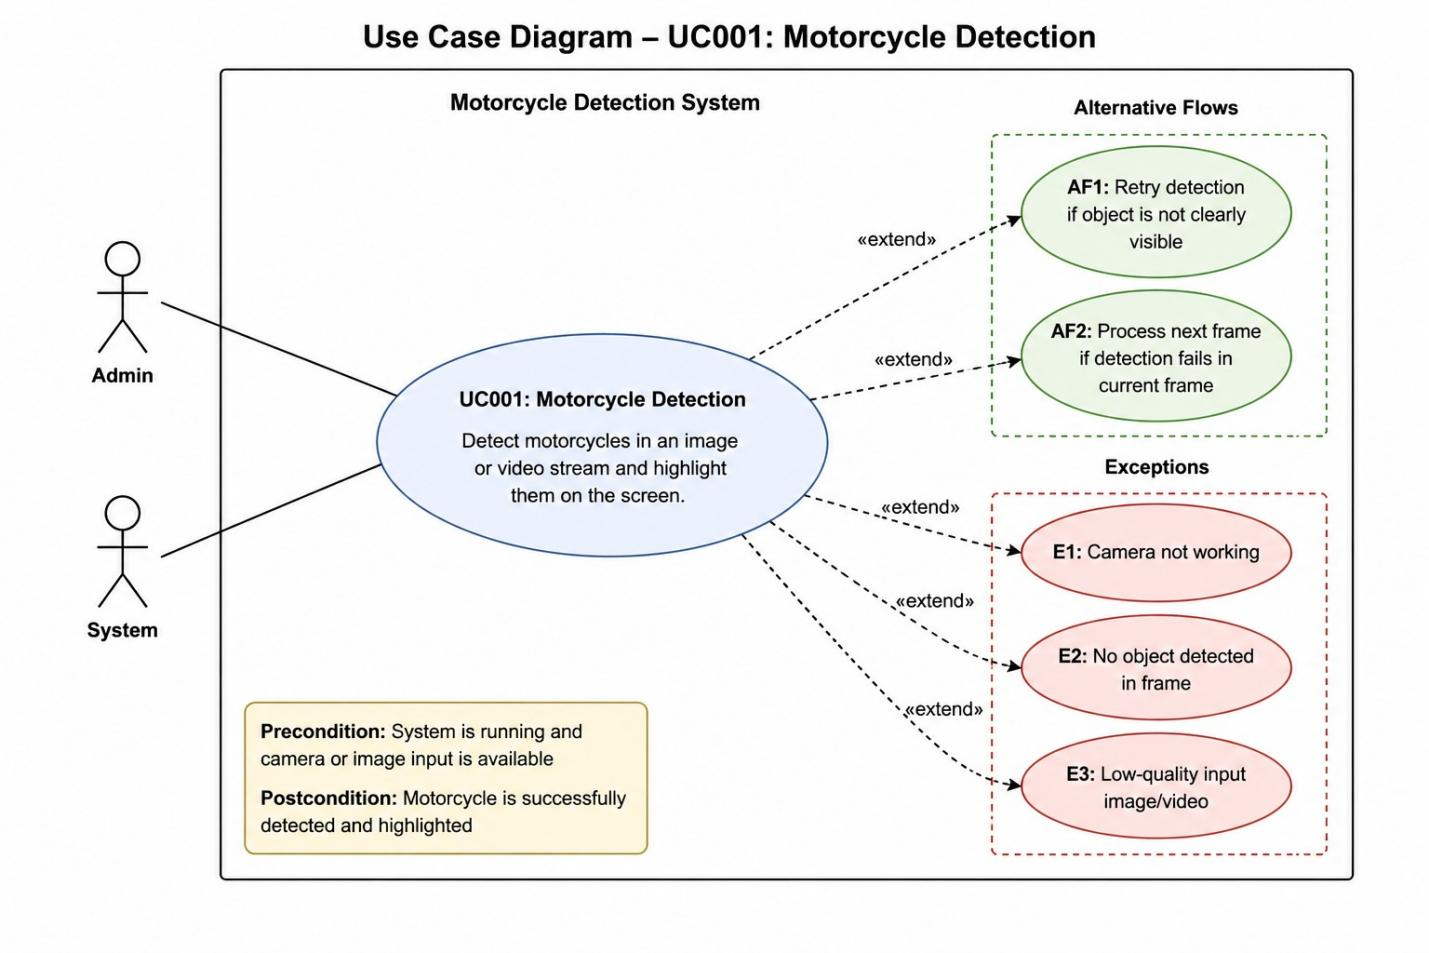 Use Case Diagram – UC001: Motorcycle Detection
Motorcycle Detection System
Alternative Flows
AF1: Retry detection
if object is not clearly
visible
«extend»
AF2: Process next frame
if detection fails in
current frame
«extend»
Admin
UC001: Motorcycle Detection
Detect motorcycles in an image
or video stream and highlight
them on the screen.
Exceptions
«extend»
E1: Camera not working
«extend»
E2: No object detected
in frame
«extend»
E3: Low-quality input
image/video
System
Precondition: System is running and
camera or image input is available
Postcondition: Motorcycle is successfully
detected and highlighted